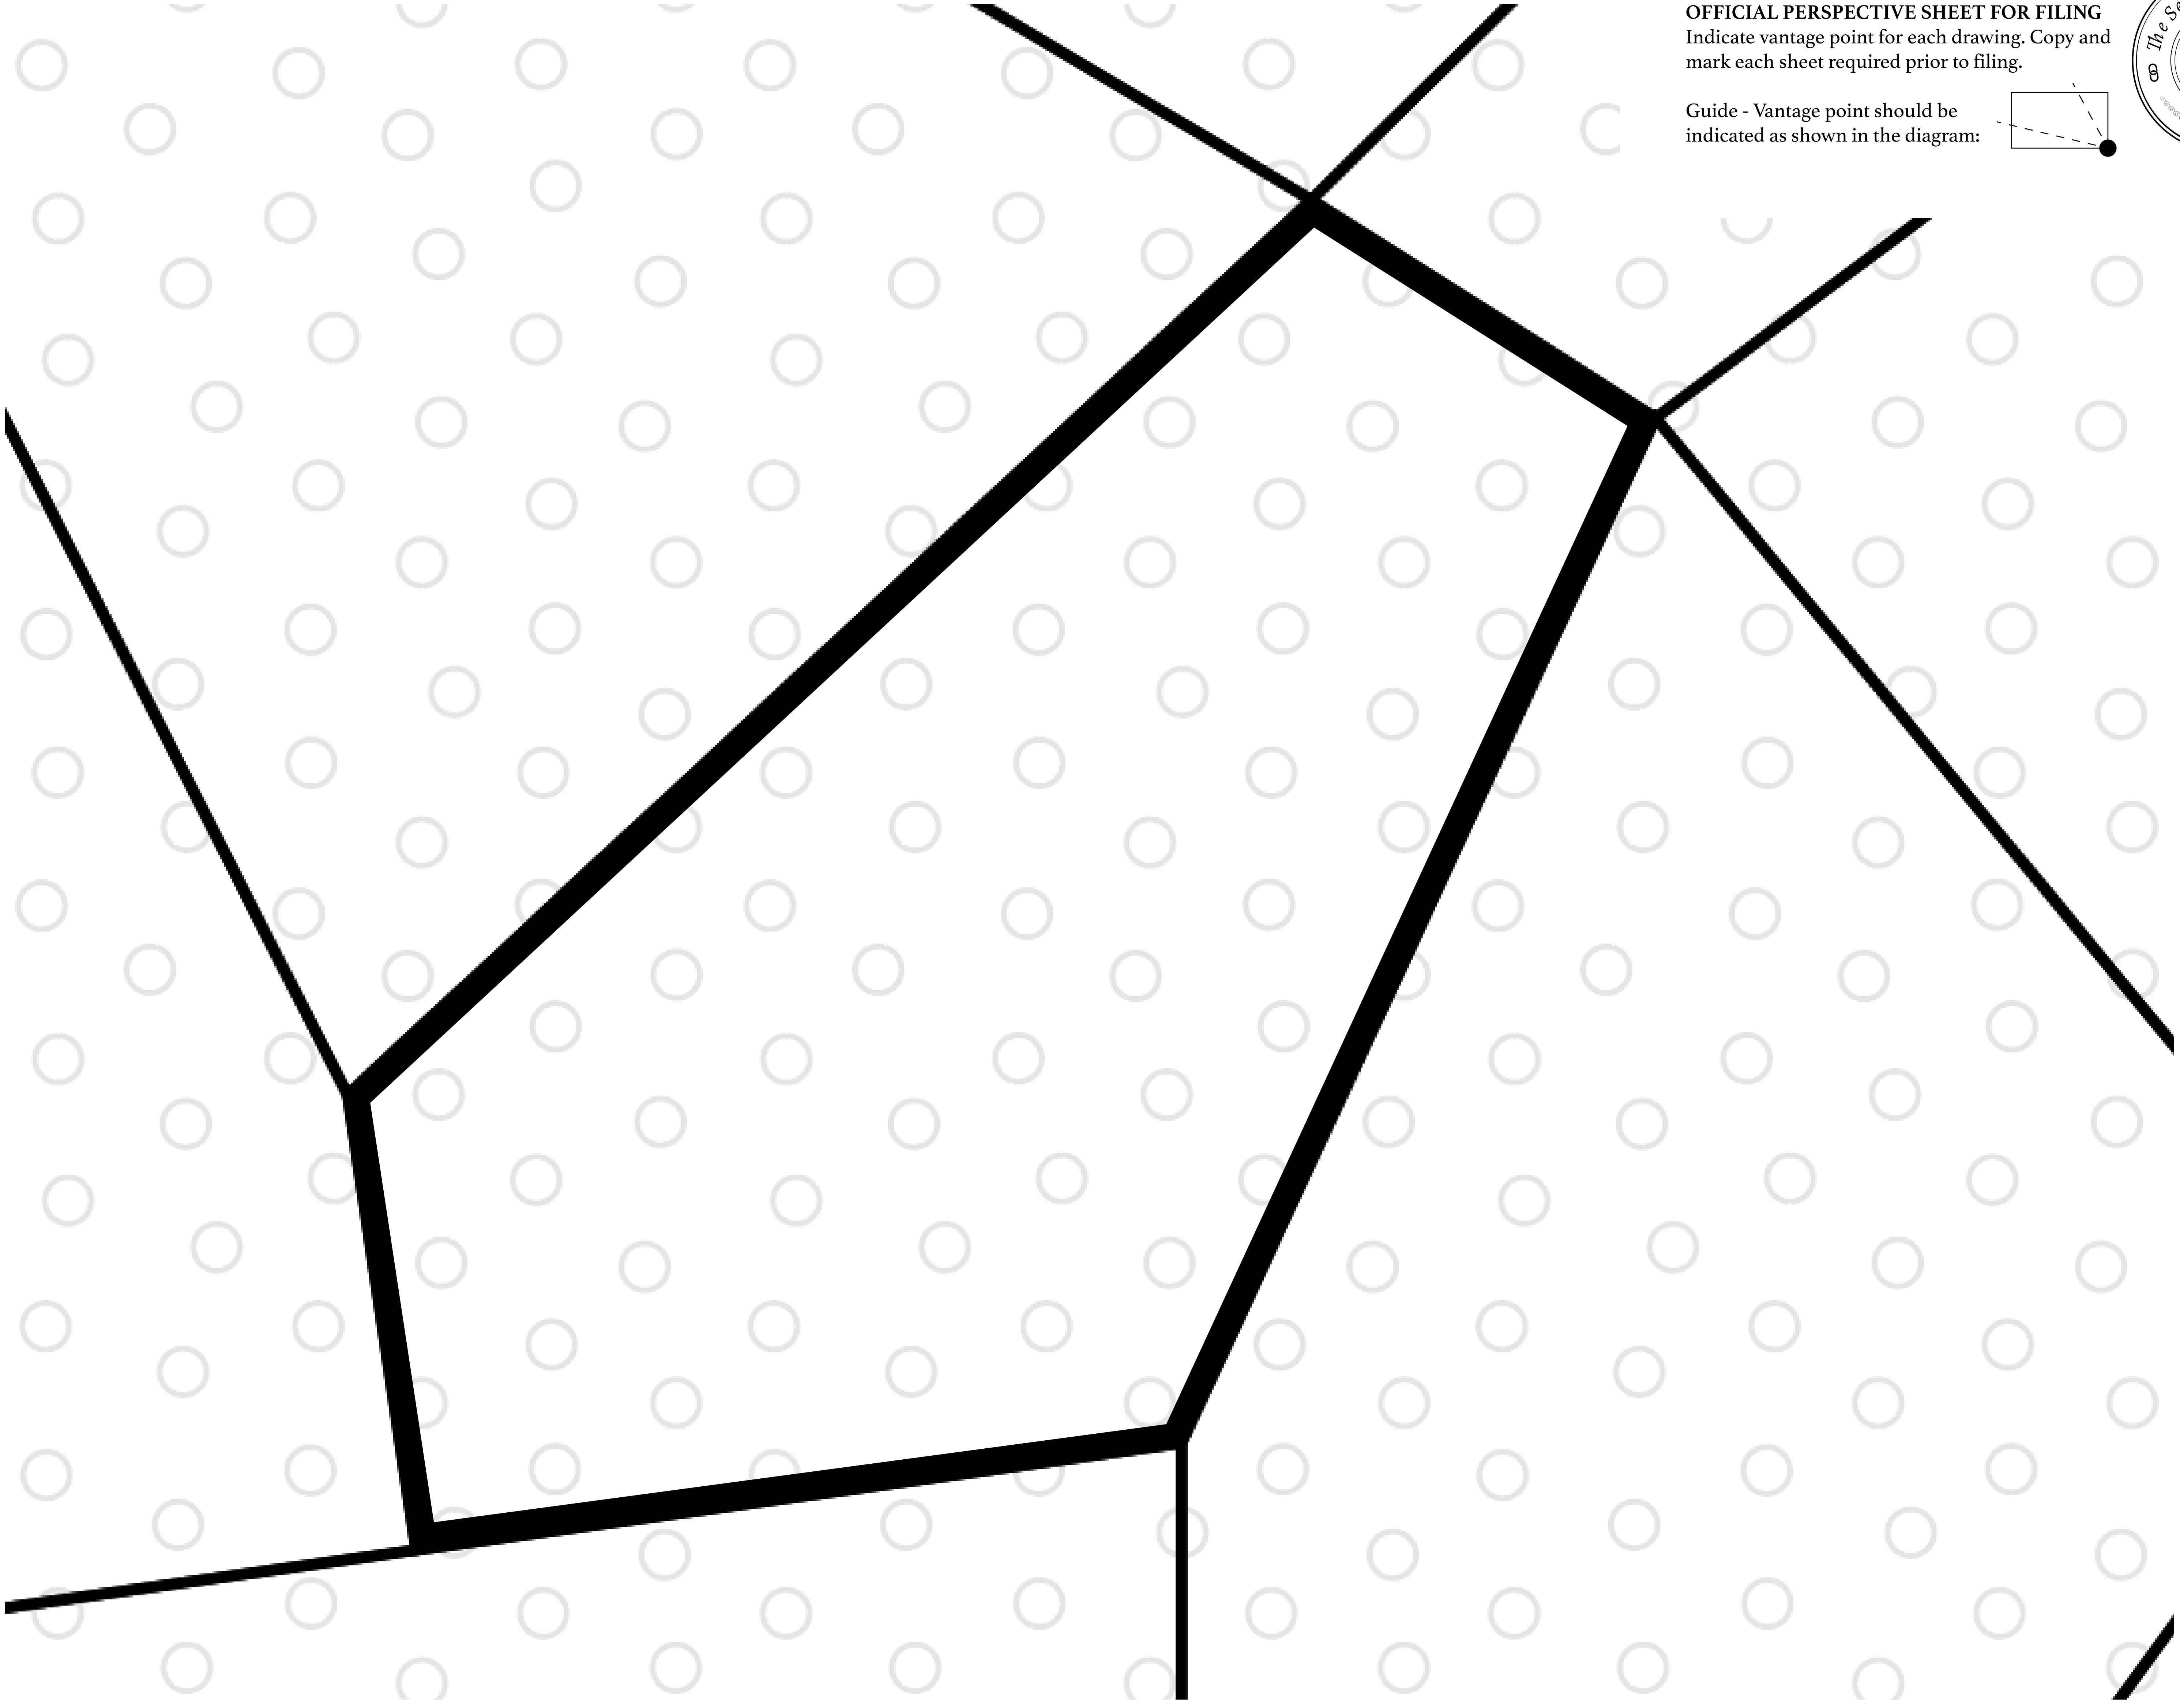 OFFICIAL PERSPECTIVE SHEET FOR FILING
Indicate vantage point for each drawing. Copy and
mark each sheet required prior to filing.
Guide - Vantage point should be
indicated as shown in the diagram:
The